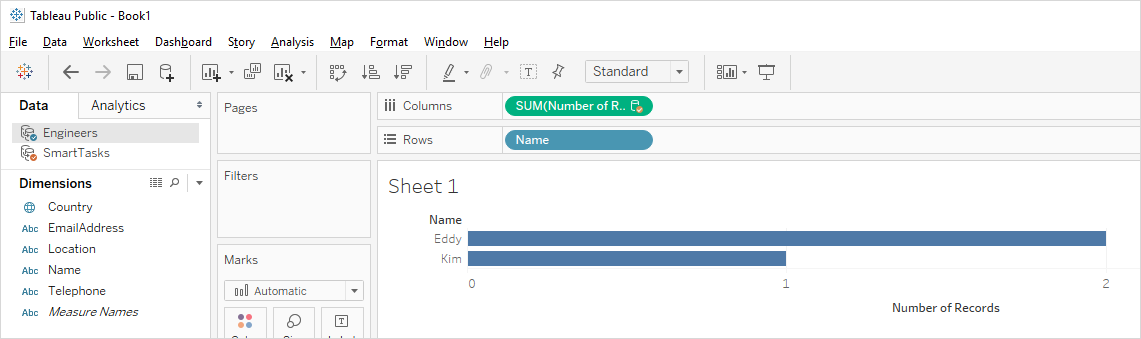 Tableau Public - Book1
File Data Worksheet Dashboard Story Analysis Map Format Window Help
Standard
Data Analytics
Engineers
SmartTasks
Dimensions
Country
Abc EmailAddress
Abc Location
Abc Name
Abc Telephone
Abc Measure Names
Pages
Filters
Marks
Automatic
T
Columns SUM(Number of R..
Rows Name
Sheet 1
Name
Eddy
Kim
0 1 2
Number of Records